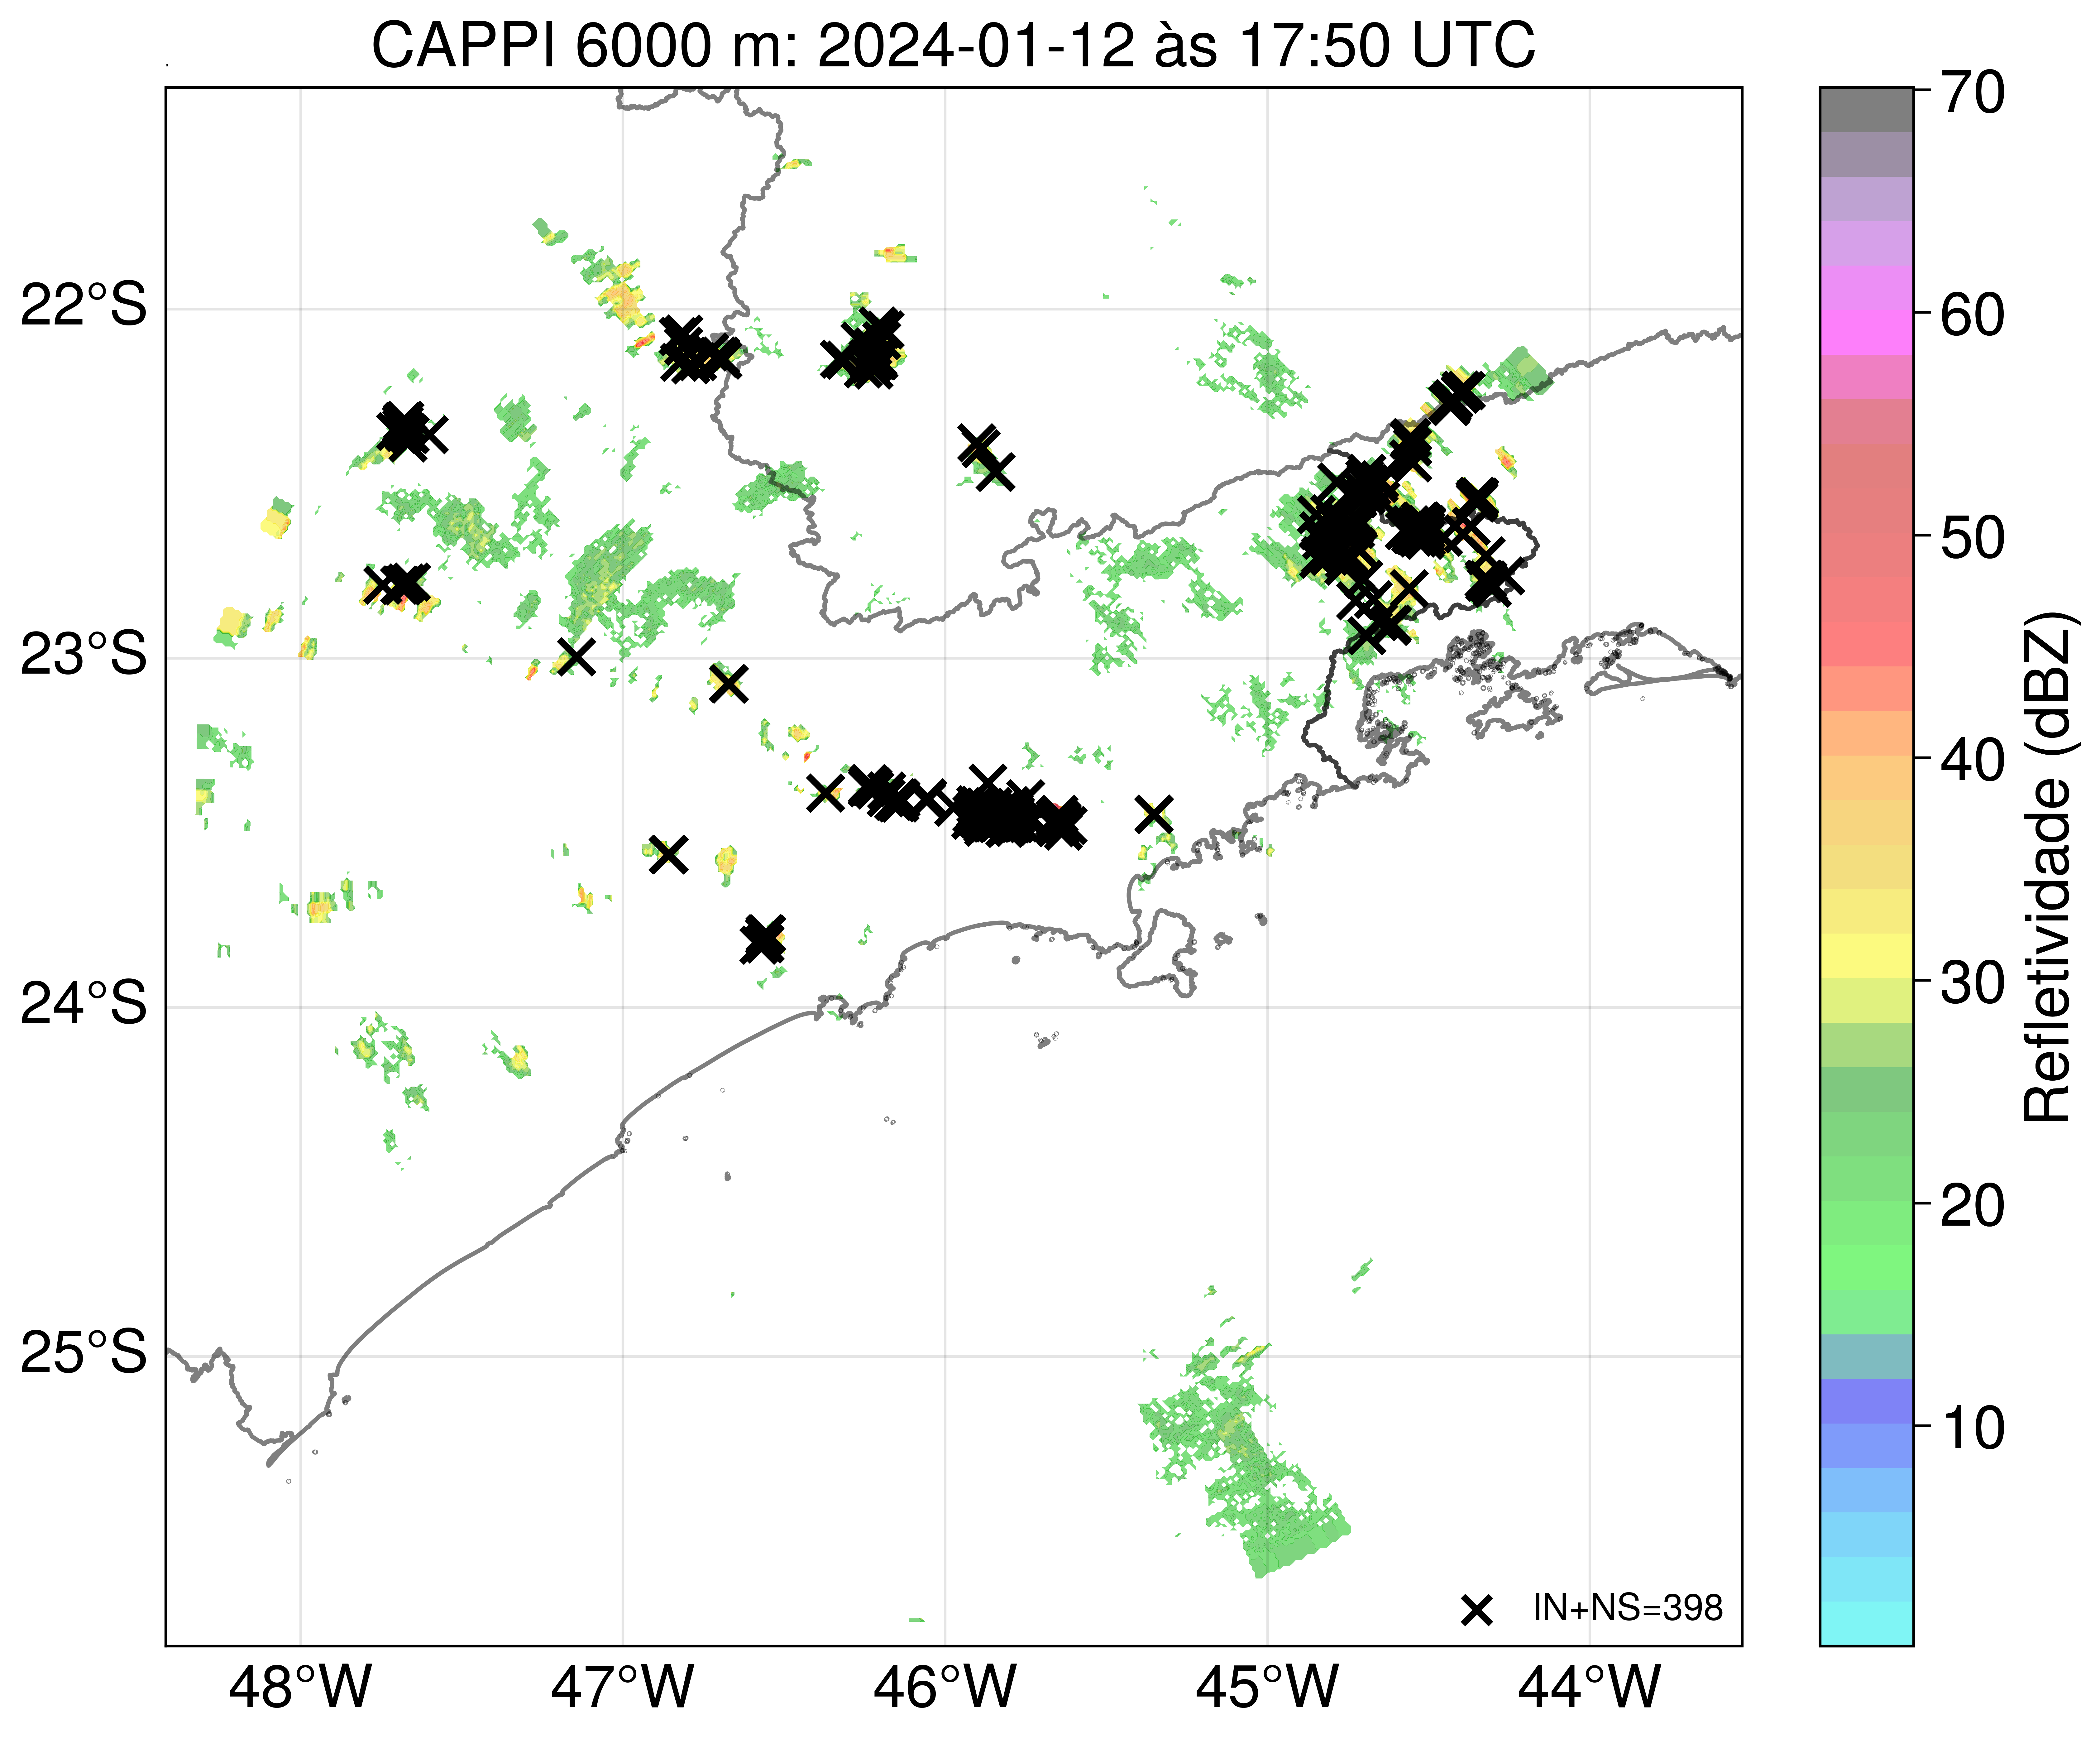 CAPPI 6000 m: 2024-01-12 às 17:50 UTC
70
60
50
40
30
20
10
Refletividade (dBZ)
22°S
23°S
24°S
25°S
IN+NS=398
48°W
47°W
46°W
45°W
44°W